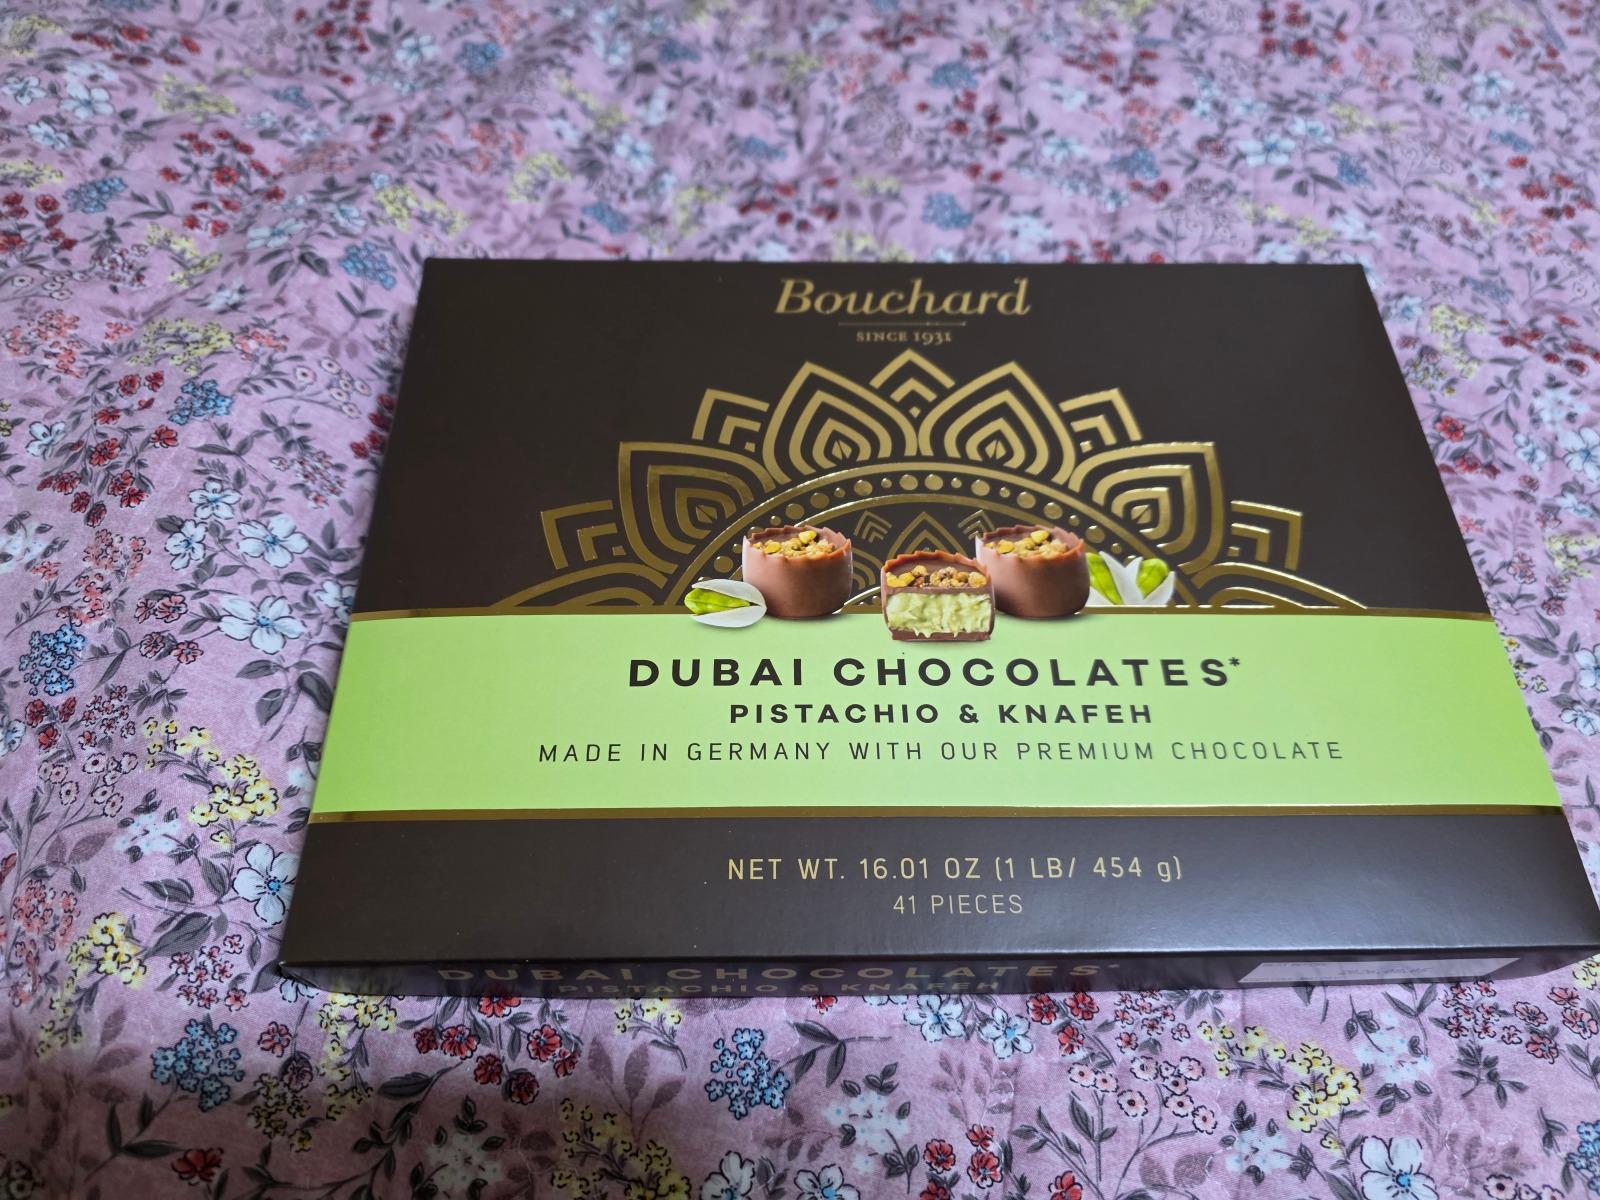 Bouchard
SINCE 1931
DUBAI CHOCOLATES*
PISTACHIO & KNAFEH
MADE IN GERMANY WITH OUR PREMIUM CHOCOLATE
NET WT. 16.01 OZ (1 LB/ 454 g)
41 PIECES
DUBAI CHOCOLATES*
PISTACHIO & KNAFEH